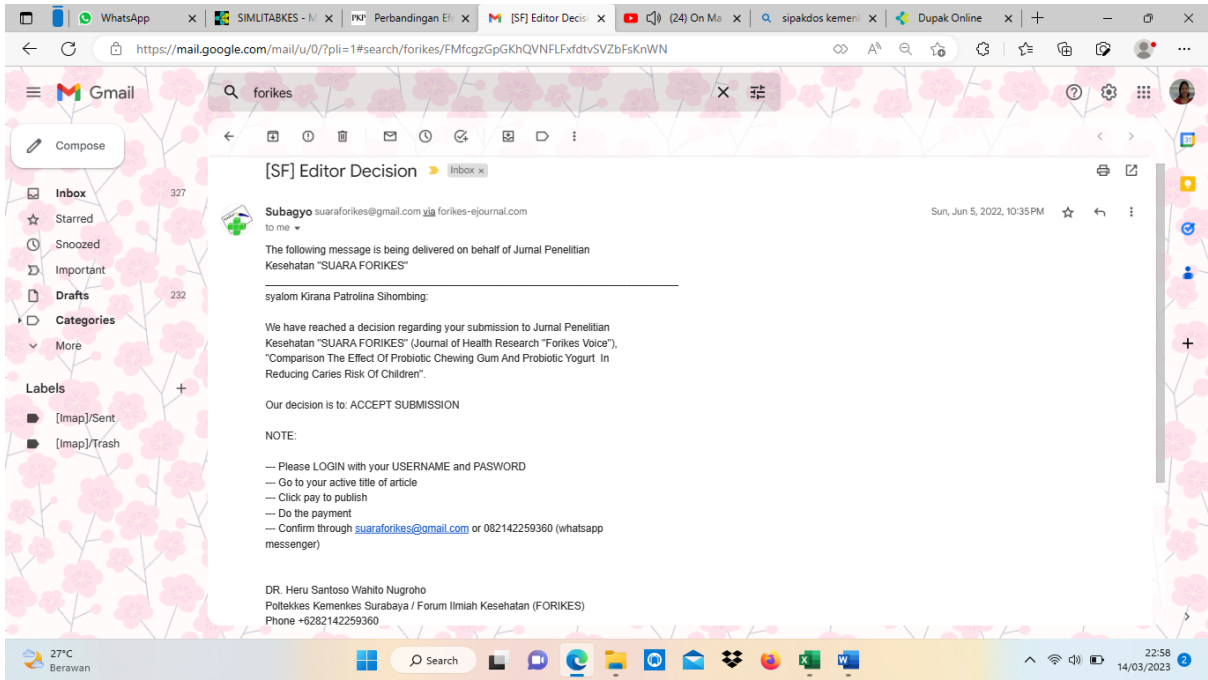 WhatsApp
SIMLITABKES - M
PKP Perbandingan Efe
[SF] Editor Decisi
(24) On Ma
sipakdos kemenk
Dupak Online
https://mail.google.com/mail/u/0/?pli=1#search/forikes/FMfcgzGpGKhQVNFLFxfdtvSVZbFsKnWN
Gmail
forikes
Compose
Inbox 327
Starred
Snoozed
Important
Drafts 232
Categories
More
Labels
[Imap]/Sent
[Imap]/Trash
[SF] Editor Decision Inbox x
Subagyo suaraforikes@gmail.com via forikes-ejournal.com Sun, Jun 5, 2022, 10:35 PM
to me
The following message is being delivered on behalf of Jurnal Penelitian
Kesehatan "SUARA FORIKES"
syalom Kirana Patrolina Sihombing:
We have reached a decision regarding your submission to Jurnal Penelitian
Kesehatan "SUARA FORIKES" (Journal of Health Research "Forikes Voice"),
"Comparison The Effect Of Probiotic Chewing Gum And Probiotic Yogurt In
Reducing Caries Risk Of Children".
Our decision is to: ACCEPT SUBMISSION
NOTE:
--- Please LOGIN with your USERNAME and PASWORD
--- Go to your active title of article
--- Click pay to publish
--- Do the payment
--- Confirm through suaraforikes@gmail.com or 082142259360 (whatsapp
messenger)
DR. Heru Santoso Wahito Nugroho
Poltekkes Kemenkes Surabaya / Forum Ilmiah Kesehatan (FORIKES)
Phone +6282142259360
27°C
Berawan
Search
22:58
14/03/2023
2